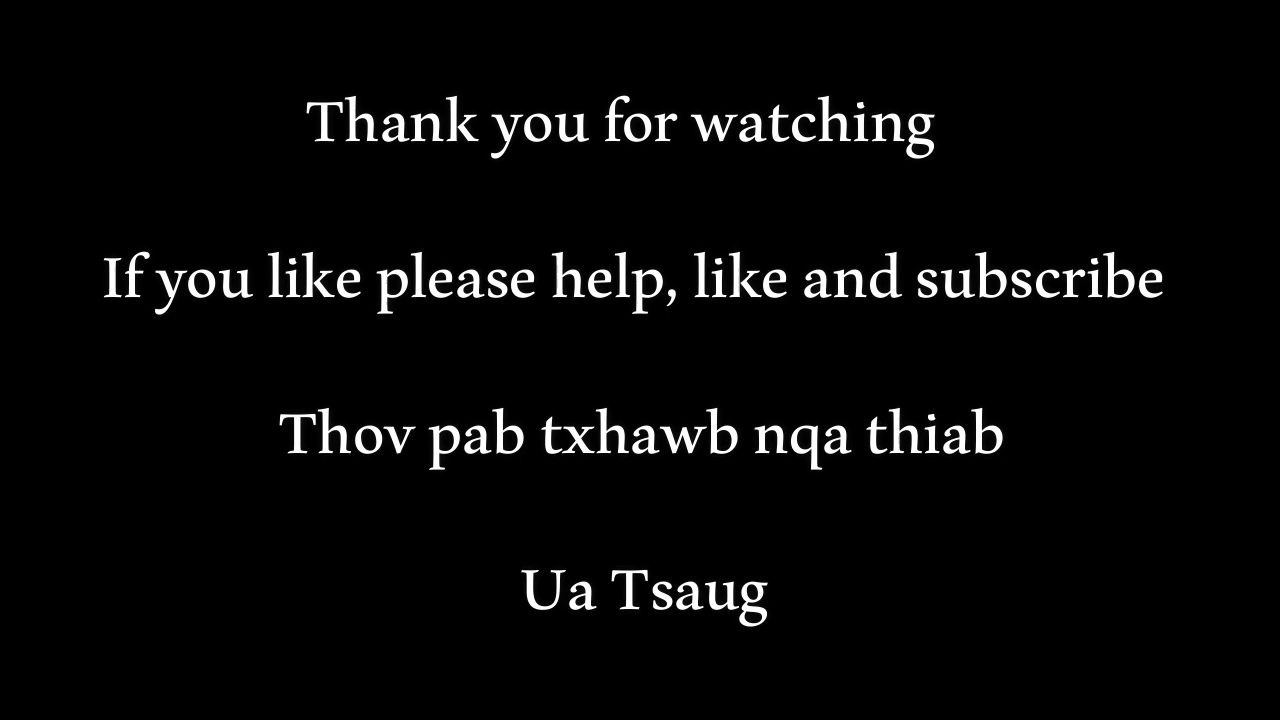 Thank you for watching
If you like please help, like and subscribe
Thov pab txhawb nqa thiab
Ua Tsaug